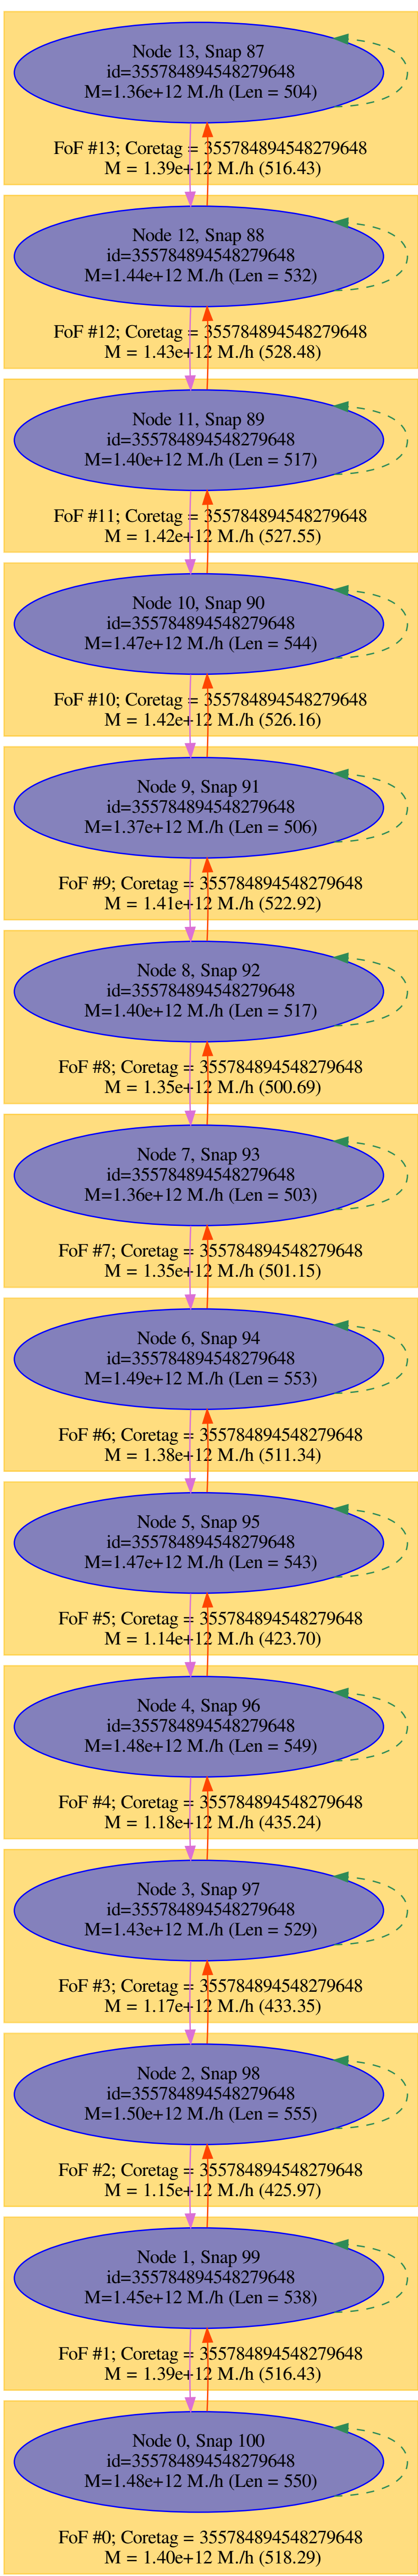 Node 13, Snap 87
id=355784894548279648
M=1.36e+12 M./h (Len = 504)
FoF #13; Coretag = 355784894548279648
M = 1.39e+12 M./h (516.43)
Node 12, Snap 88
id=355784894548279648
M=1.44e+12 M./h (Len = 532)
FoF #12; Coretag = 355784894548279648
M = 1.43e+12 M./h (528.48)
Node 11, Snap 89
id=355784894548279648
M=1.40e+12 M./h (Len = 517)
FoF #11; Coretag = 355784894548279648
M = 1.42e+12 M./h (527.55)
Node 10, Snap 90
id=355784894548279648
M=1.47e+12 M./h (Len = 544)
FoF #10; Coretag = 355784894548279648
M = 1.42e+12 M./h (526.16)
Node 9, Snap 91
id=355784894548279648
M=1.37e+12 M./h (Len = 506)
FoF #9; Coretag = 355784894548279648
M = 1.41e+12 M./h (522.92)
Node 8, Snap 92
id=355784894548279648
M=1.40e+12 M./h (Len = 517)
FoF #8; Coretag = 355784894548279648
M = 1.35e+12 M./h (500.69)
Node 7, Snap 93
id=355784894548279648
M=1.36e+12 M./h (Len = 503)
FoF #7; Coretag = 355784894548279648
M = 1.35e+12 M./h (501.15)
Node 6, Snap 94
id=355784894548279648
M=1.49e+12 M./h (Len = 553)
FoF #6; Coretag = 355784894548279648
M = 1.38e+12 M./h (511.34)
Node 5, Snap 95
id=355784894548279648
M=1.47e+12 M./h (Len = 543)
FoF #5; Coretag = 355784894548279648
M = 1.14e+12 M./h (423.70)
Node 4, Snap 96
id=355784894548279648
M=1.48e+12 M./h (Len = 549)
FoF #4; Coretag = 355784894548279648
M = 1.18e+12 M./h (435.24)
Node 3, Snap 97
id=355784894548279648
M=1.43e+12 M./h (Len = 529)
FoF #3; Coretag = 355784894548279648
M = 1.17e+12 M./h (433.35)
Node 2, Snap 98
id=355784894548279648
M=1.50e+12 M./h (Len = 555)
FoF #2; Coretag = 355784894548279648
M = 1.15e+12 M./h (425.97)
Node 1, Snap 99
id=355784894548279648
M=1.45e+12 M./h (Len = 538)
FoF #1; Coretag = 355784894548279648
M = 1.39e+12 M./h (516.43)
Node 0, Snap 100
id=355784894548279648
M=1.48e+12 M./h (Len = 550)
FoF #0; Coretag = 355784894548279648
M = 1.40e+12 M./h (518.29)